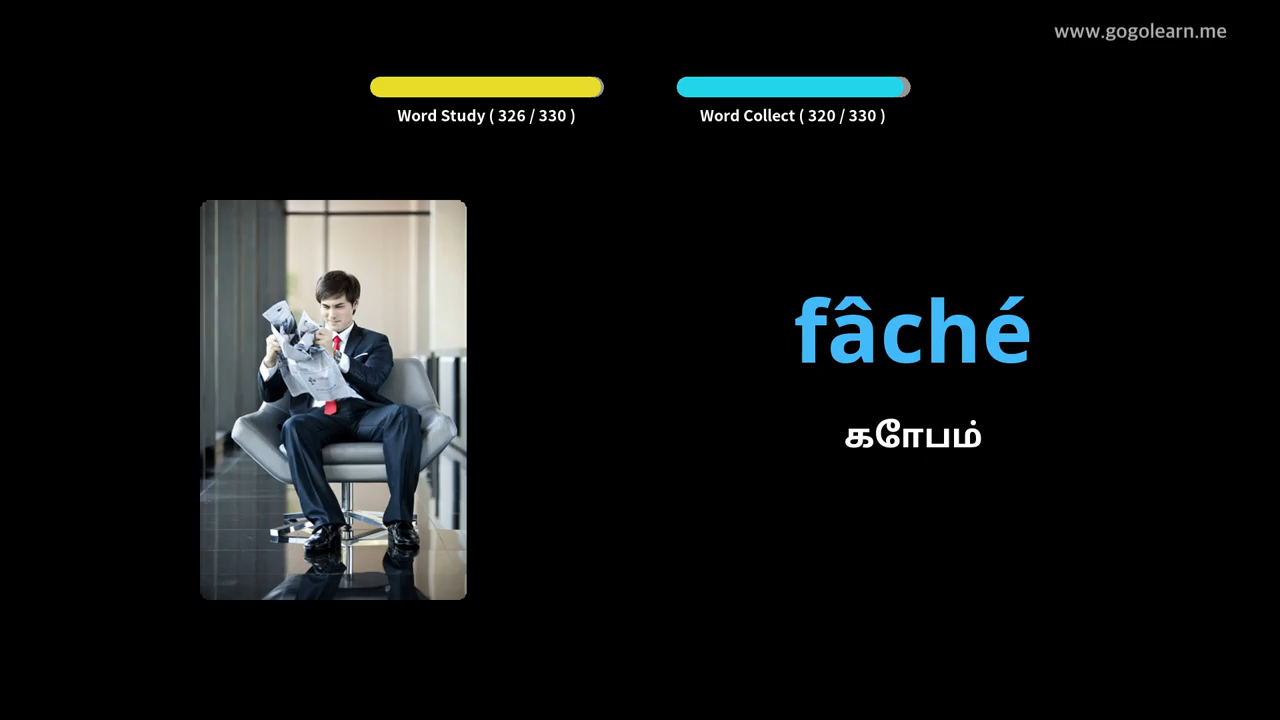 www.gogolearn.me
Word Study ( 326 / 330 )
Word Collect ( 320 / 330 )
fâché
கோபம்